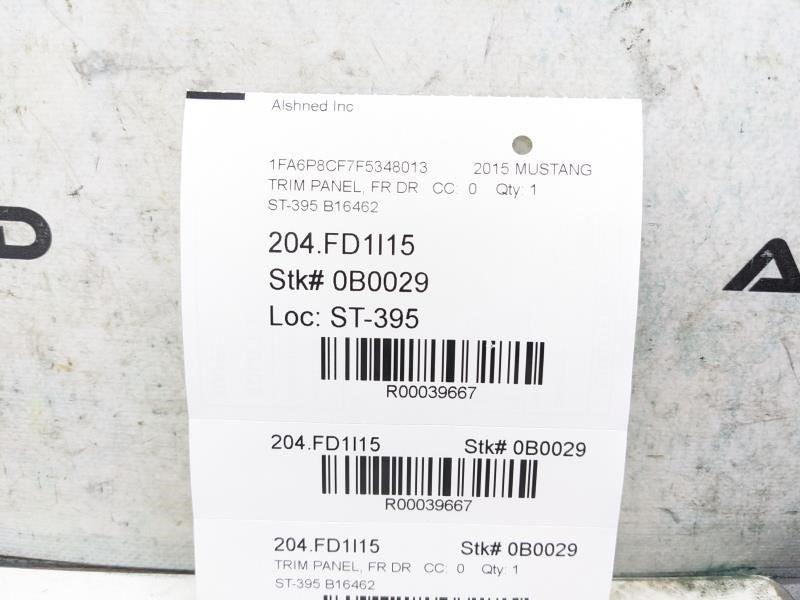 Alshned Inc
1FA6P8CF7F5348013 2015 MUSTANG
TRIM PANEL, FR DR CC: 0 Qty: 1
ST-395 B16462
204.FD1I15
Stk# 0B0029
Loc: ST-395
R00039667
204.FD1I15 Stk# 0B0029
R00039667
204.FD1I15 Stk# 0B0029
TRIM PANEL, FR DR CC: 0 Qty: 1
ST-395 B16462